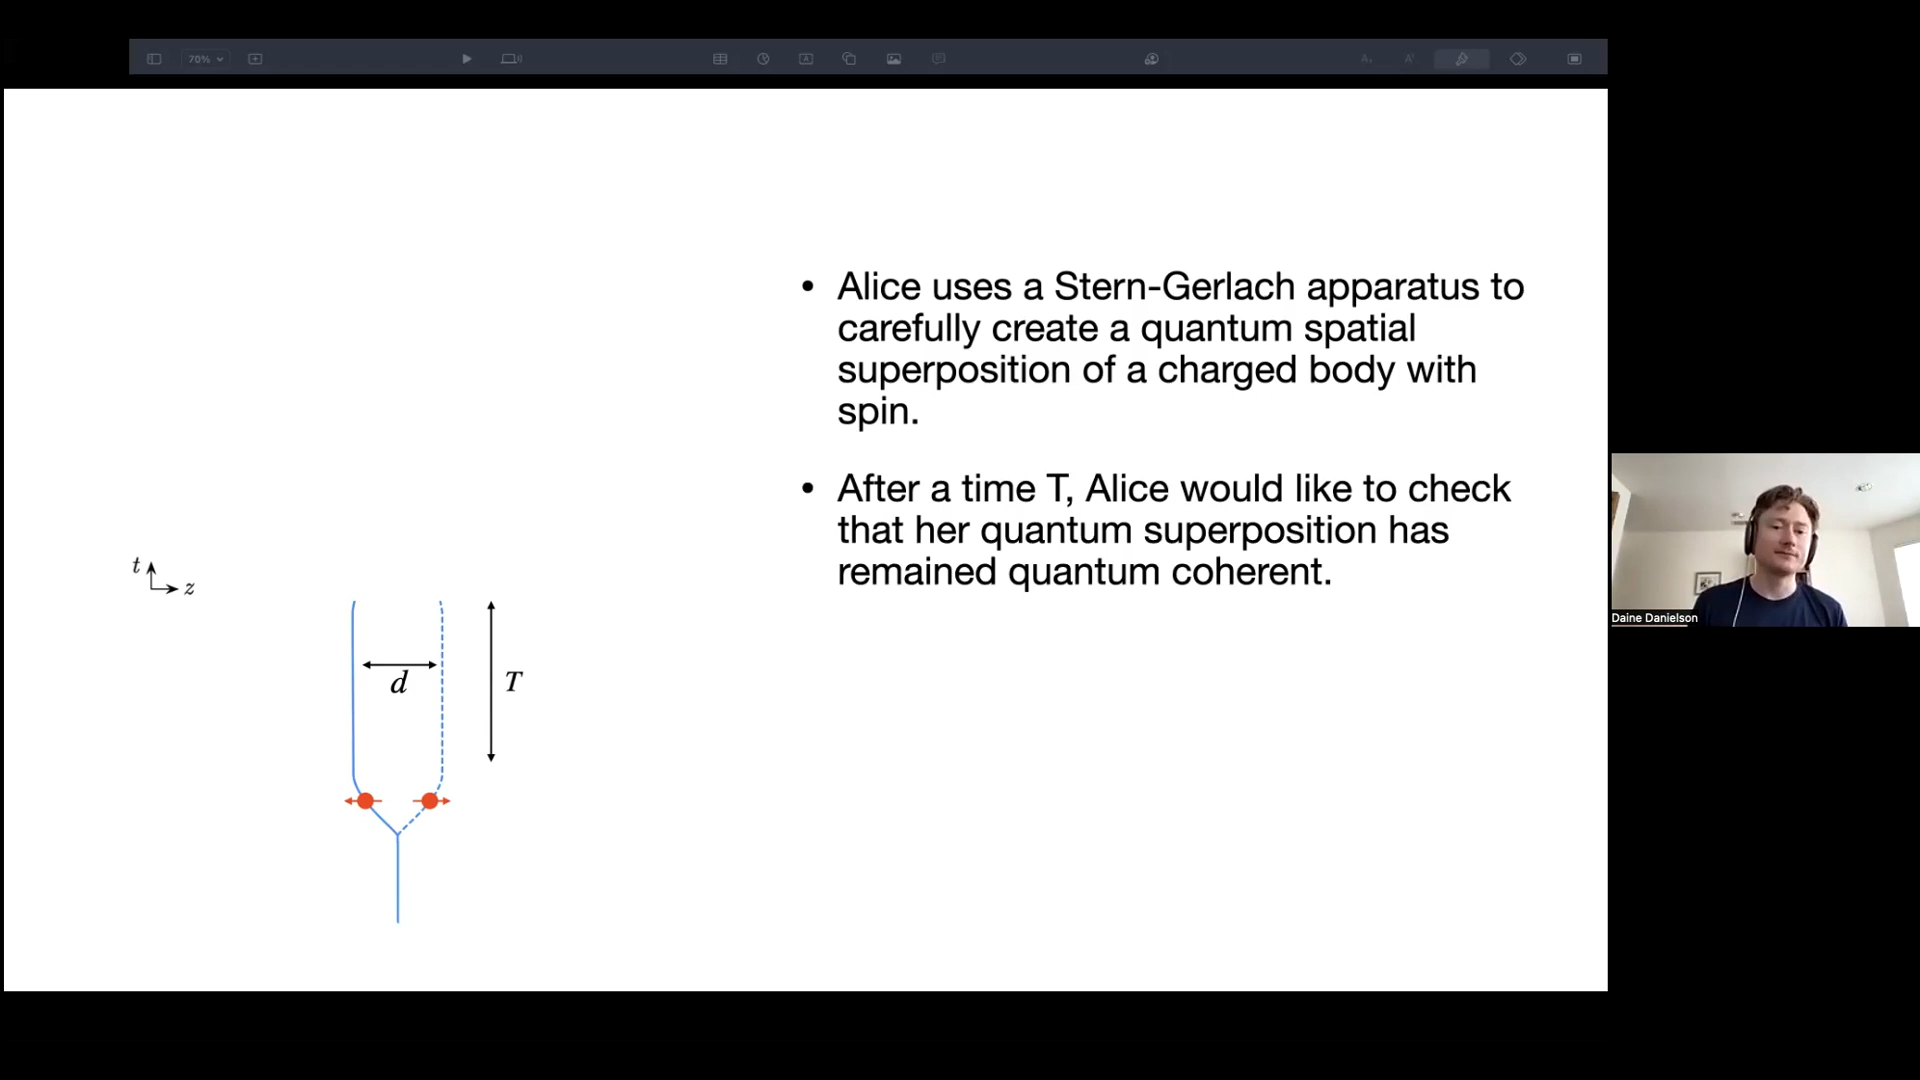 70%
• Alice uses a Stern-Gerlach apparatus to
carefully create a quantum spatial
superposition of a charged body with
spin.
• After a time T, Alice would like to check
that her quantum superposition has
remained quantum coherent.
t
z
d
T
Daine Danielson